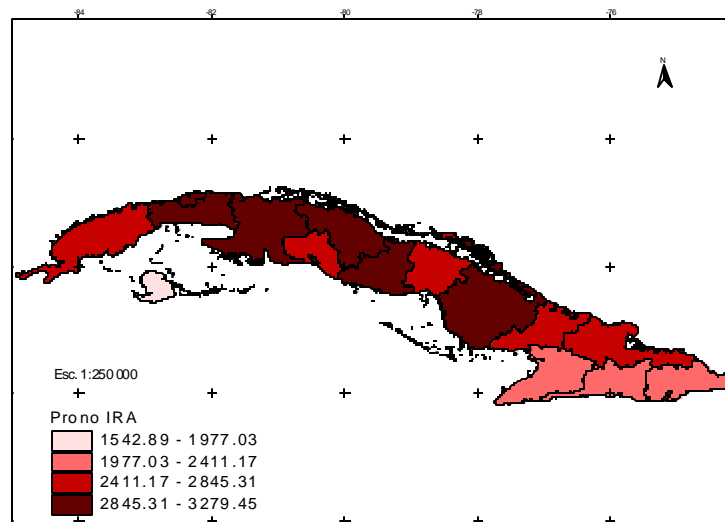 -84 -82 -80 -78 -76
N
Esc. 1:250 000
Prono IRA
1542.89 - 1977.03
1977.03 - 2411.17
2411.17 - 2845.31
2845.31 - 3279.45